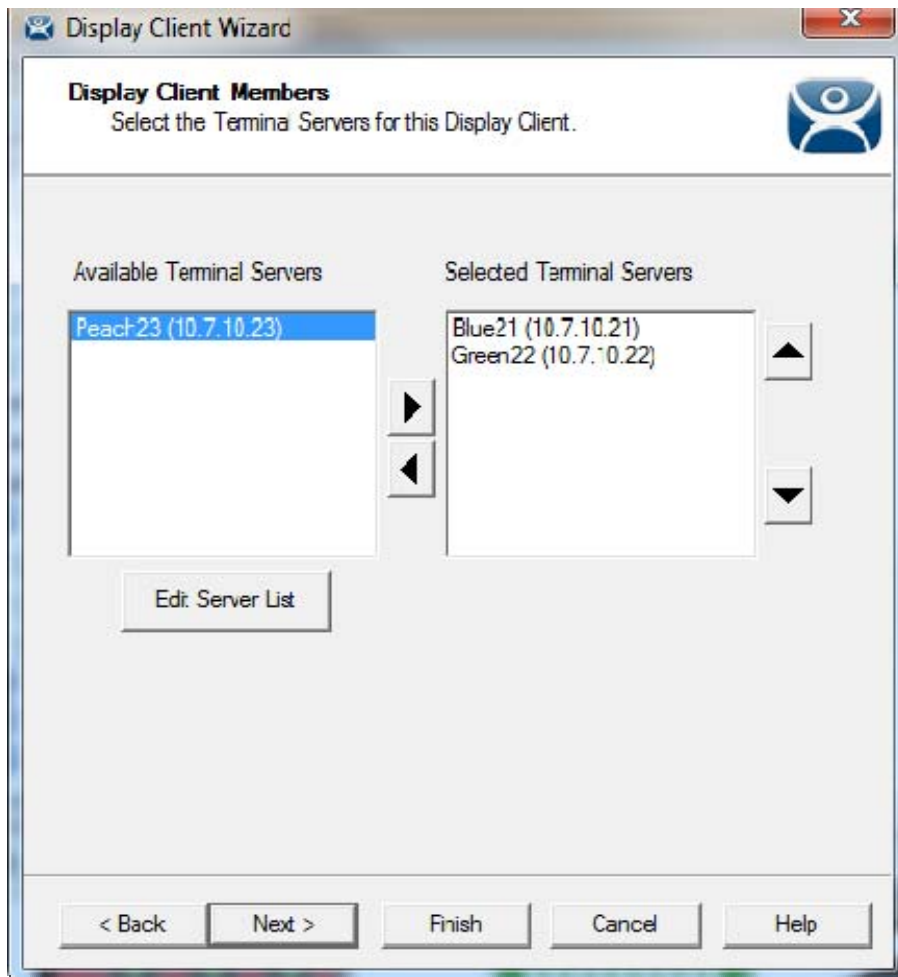 Display Client Wizard
Display Client Members
Select the Terminal Servers for this Display Client.
Available Terminal Servers
Selected Terminal Servers
Peach23 (10.7.10.23)
Blue21 (10.7.10.21)
Green22 (10.7.10.22)
Edit Server List
< Back
Next >
Finish
Cancel
Help